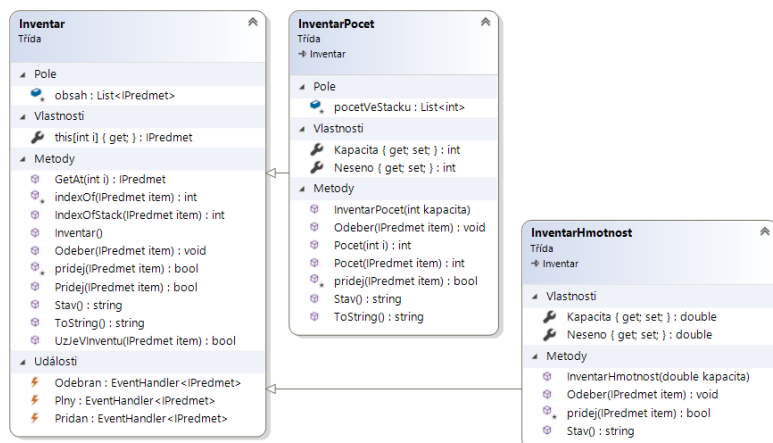 Inventar
Třída
Pole
obsah : List<IPredmet>
Vlastnosti
this[int i] { get; } : IPredmet
Metody
GetAt(int i) : IPredmet
indexOf(IPredmet item) : int
IndexOfStack(IPredmet item) : int
Inventar()
Odeber(IPredmet item) : void
pridej(IPredmet item) : bool
Pridej(IPredmet item) : bool
Stav() : string
ToString() : string
UzJeVInventu(IPredmet item) : bool
Události
Odebran : EventHandler<IPredmet>
Plny : EventHandler<IPredmet>
Pridan : EventHandler<IPredmet>
InventarPocet
Třída
Inventar
Pole
pocetVeStacku : List<int>
Vlastnosti
Kapacita { get; set; } : int
Neseno { get; set; } : int
Metody
InventarPocet(int kapacita)
Odeber(IPredmet item) : void
Pocet(int i) : int
Pocet(IPredmet item) : int
pridej(IPredmet item) : bool
Stav() : string
ToString() : string
InventarHmotnost
Třída
Inventar
Vlastnosti
Kapacita { get; set; } : double
Neseno { get; set; } : double
Metody
InventarHmotnost(double kapacita)
Odeber(IPredmet item) : void
pridej(IPredmet item) : bool
Stav() : string